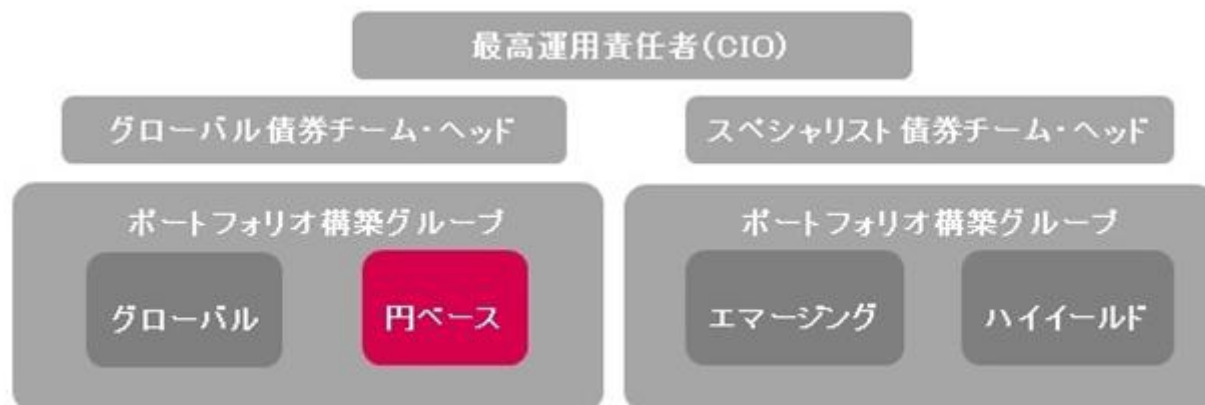 最高運用責任者(CIO)
グローバル債券チーム・ヘッド
スペシャリスト債券チーム・ヘッド
ポートフォリオ構築グループ
グローバル
円ベース
ポートフォリオ構築グループ
エマージング
ハイイールド